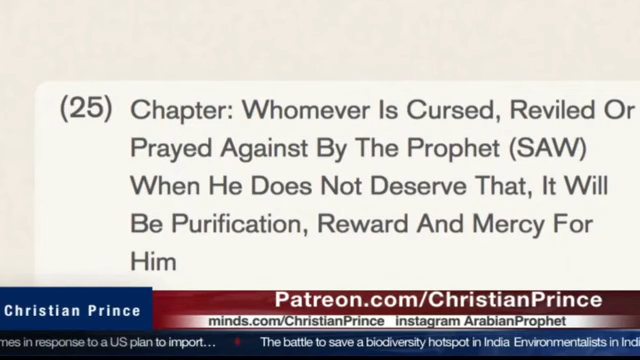 (25) Chapter: Whomever Is Cursed, Reviled Or
Prayed Against By The Prophet (SAW)
When He Does Not Deserve That, It Will
Be Purification, Reward And Mercy For
Him
Christian Prince
Patreon.com/ChristianPrince
minds.com/ChristianPrince instagram ArabianProphet
mes in response to a US plan to import... The battle to save a biodiversity hotspot in India Environmentalists in Indi